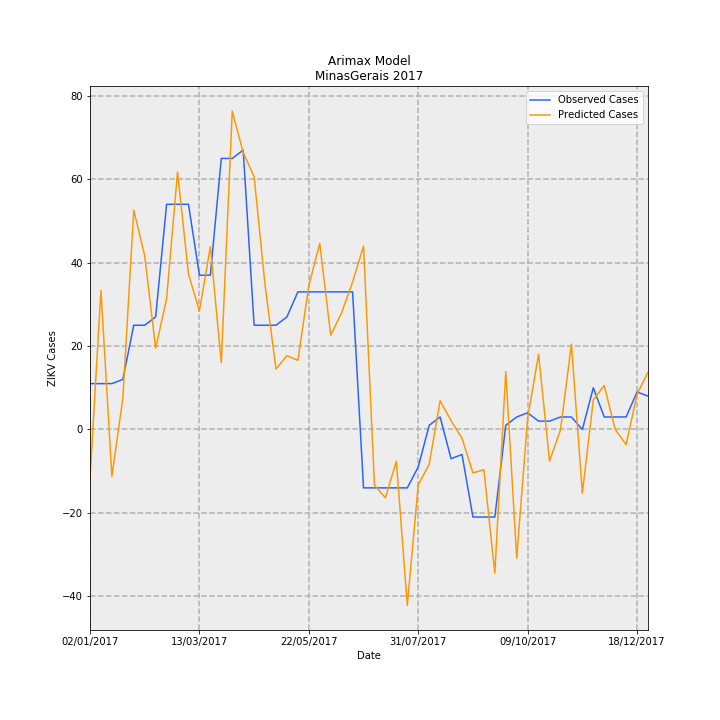 Arimax Model
MinasGerais 2017
Observed Cases
Predicted Cases
80
60
40
20
0
−20
−40
ZIKV Cases
02/01/2017
13/03/2017
22/05/2017
31/07/2017
09/10/2017
18/12/2017
Date